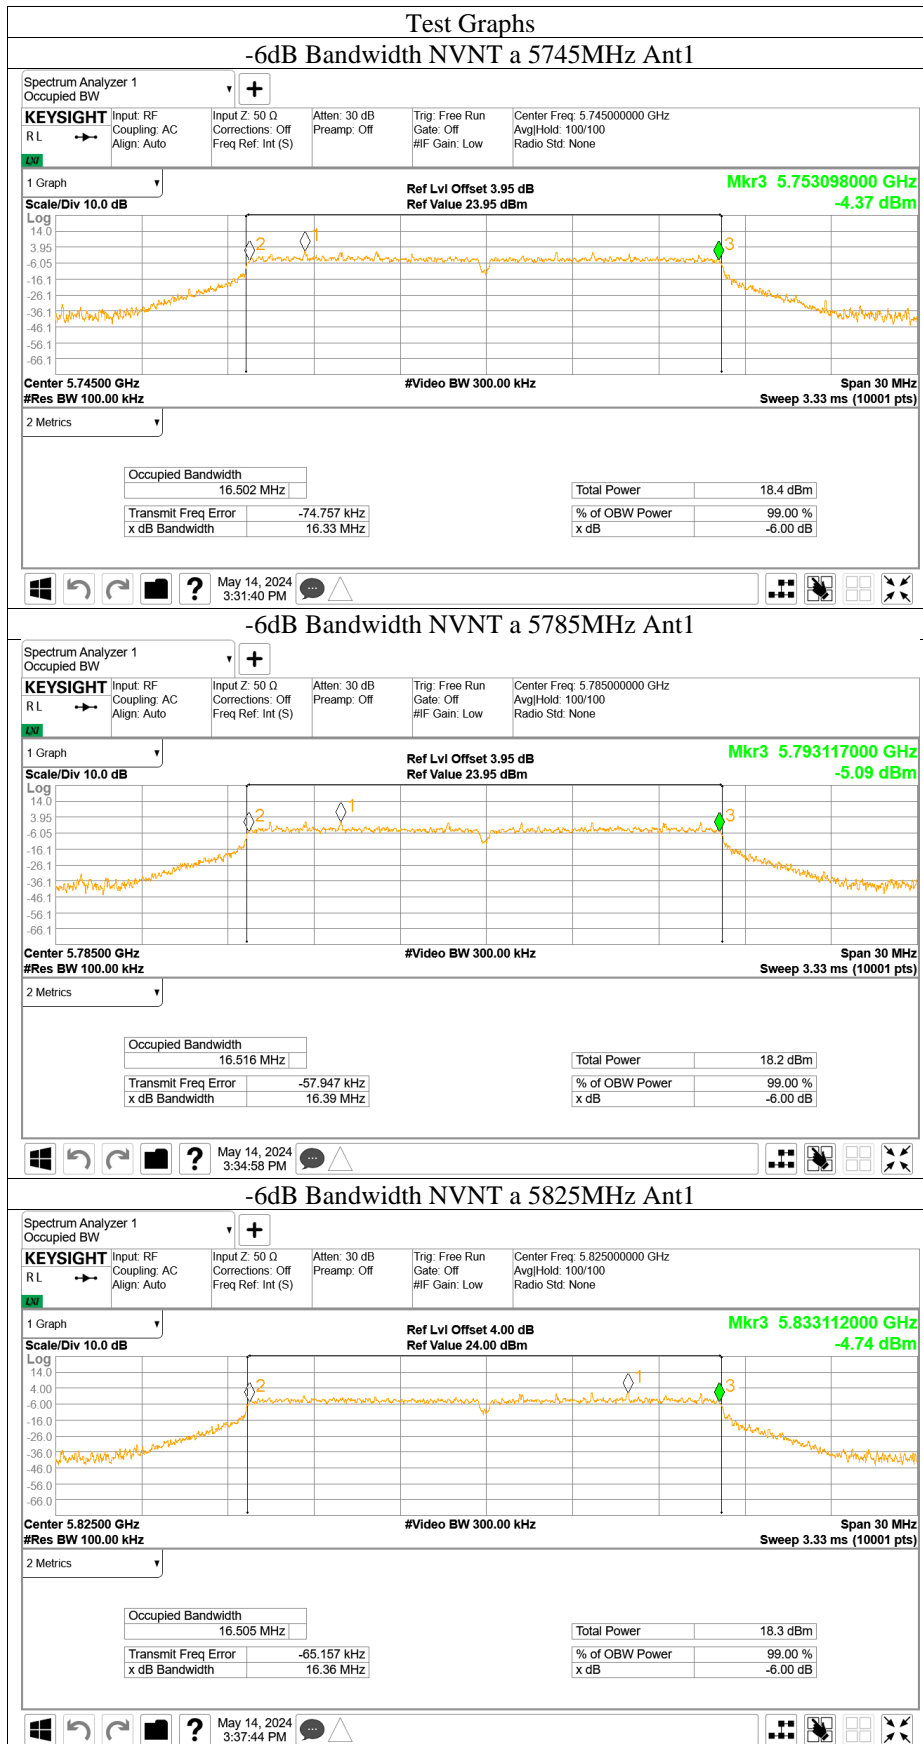 Test Graphs
-6dB Bandwidth NVNT a 5745MHz Ant1
Spectrum Analyzer 1
Occupied BW
KEYSIGHT Input: RF Input Z: 50 Ω Atten: 30 dB Trig: Free Run Center Freq: 5.745000000 GHz
R L Coupling: AC Corrections: Off Preamp: Off Gate: Off Avg|Hold: 100/100
Align: Auto Freq Ref: Int (S) #IF Gain: Low Radio Std: None
LXI
1 Graph Ref Lvl Offset 3.95 dB Mkr3 5.753098000 GHz
Scale/Div 10.0 dB Ref Value 23.95 dBm -4.37 dBm
Log
14.0
3.95 2 1 3
-6.05
-16.1
-26.1
-36.1
-46.1
-56.1
-66.1
Center 5.74500 GHz #Video BW 300.00 kHz Span 30 MHz
#Res BW 100.00 kHz Sweep 3.33 ms (10001 pts)
2 Metrics
Occupied Bandwidth
16.502 MHz Total Power 18.4 dBm
Transmit Freq Error -74.757 kHz % of OBW Power 99.00 %
x dB Bandwidth 16.33 MHz x dB -6.00 dB
? May 14, 2024
3:31:40 PM
-6dB Bandwidth NVNT a 5785MHz Ant1
Spectrum Analyzer 1
Occupied BW
KEYSIGHT Input: RF Input Z: 50 Ω Atten: 30 dB Trig: Free Run Center Freq: 5.785000000 GHz
R L Coupling: AC Corrections: Off Preamp: Off Gate: Off Avg|Hold: 100/100
Align: Auto Freq Ref: Int (S) #IF Gain: Low Radio Std: None
LXI
1 Graph Ref Lvl Offset 3.95 dB Mkr3 5.793117000 GHz
Scale/Div 10.0 dB Ref Value 23.95 dBm -5.09 dBm
Log
14.0
3.95 2 1 3
-6.05
-16.1
-26.1
-36.1
-46.1
-56.1
-66.1
Center 5.78500 GHz #Video BW 300.00 kHz Span 30 MHz
#Res BW 100.00 kHz Sweep 3.33 ms (10001 pts)
2 Metrics
Occupied Bandwidth
16.516 MHz Total Power 18.2 dBm
Transmit Freq Error -57.947 kHz % of OBW Power 99.00 %
x dB Bandwidth 16.39 MHz x dB -6.00 dB
? May 14, 2024
3:34:58 PM
-6dB Bandwidth NVNT a 5825MHz Ant1
Spectrum Analyzer 1
Occupied BW
KEYSIGHT Input: RF Input Z: 50 Ω Atten: 30 dB Trig: Free Run Center Freq: 5.825000000 GHz
R L Coupling: AC Corrections: Off Preamp: Off Gate: Off Avg|Hold: 100/100
Align: Auto Freq Ref: Int (S) #IF Gain: Low Radio Std: None
LXI
1 Graph Ref Lvl Offset 4.00 dB Mkr3 5.833112000 GHz
Scale/Div 10.0 dB Ref Value 24.00 dBm -4.74 dBm
Log
14.0
4.00 2 1 3
-6.00
-16.0
-26.0
-36.0
-46.0
-56.0
-66.0
Center 5.82500 GHz #Video BW 300.00 kHz Span 30 MHz
#Res BW 100.00 kHz Sweep 3.33 ms (10001 pts)
2 Metrics
Occupied Bandwidth
16.505 MHz Total Power 18.3 dBm
Transmit Freq Error -65.157 kHz % of OBW Power 99.00 %
x dB Bandwidth 16.36 MHz x dB -6.00 dB
? May 14, 2024
3:37:44 PM